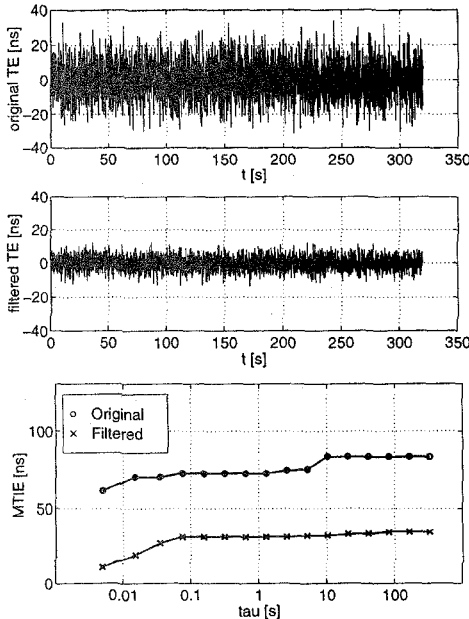 40
20
0
−20
−40
original TE [ns]
0 50 100 150 200 250 300 350
t [s]
40
20
0
−20
−40
filtered TE [ns]
0 50 100 150 200 250 300 350
t [s]
Original
Filtered
100
50
0
MTIE [ns]
0.01 0.1 1 10 100
tau [s]